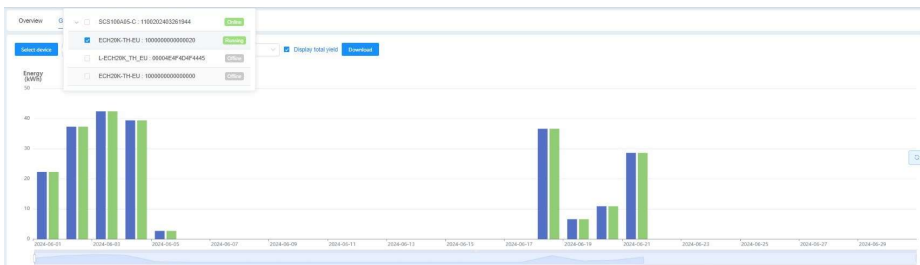 Overview G
SCS100A05-C : 1100202403261944 Online
ECH20K-TH-EU : 1000000000000020 Running
L-ECH20K_TH_EU : 00004E4F4D4F4445 Offline
ECH20K-TH-EU : 1000000000000000 Offline
Select device Display total yield Download
Energy
(kWh)
50
40
30
20
10
0
2024-06-01 2024-06-03 2024-06-05 2024-06-07 2024-06-09 2024-06-11 2024-06-13 2024-06-15 2024-06-17 2024-06-19 2024-06-21 2024-06-23 2024-06-25 2024-06-27 2024-06-29